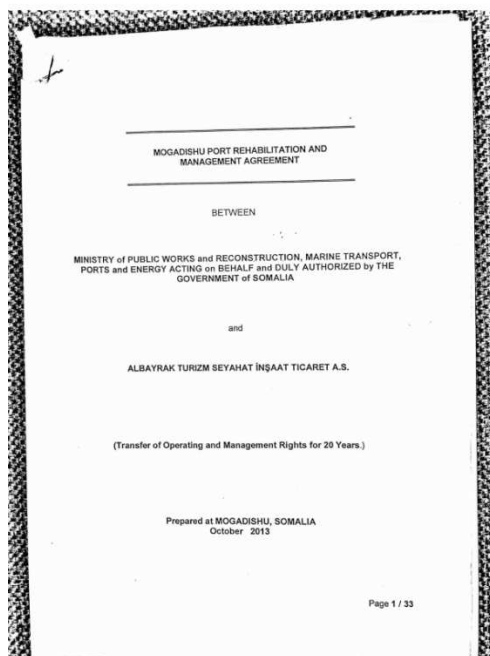 MOGADISHU PORT REHABILITATION AND
MANAGEMENT AGREEMENT
BETWEEN
MINISTRY of PUBLIC WORKS and RECONSTRUCTION, MARINE TRANSPORT,
PORTS and ENERGY ACTING on BEHALF and DULY AUTHORIZED by THE
GOVERNMENT of SOMALIA
and
ALBAYRAK TURIZM SEYAHAT İNŞAAT TICARET A.S.
(Transfer of Operating and Management Rights for 20 Years.)
Prepared at MOGADISHU, SOMALIA
October 2013
Page 1 / 33